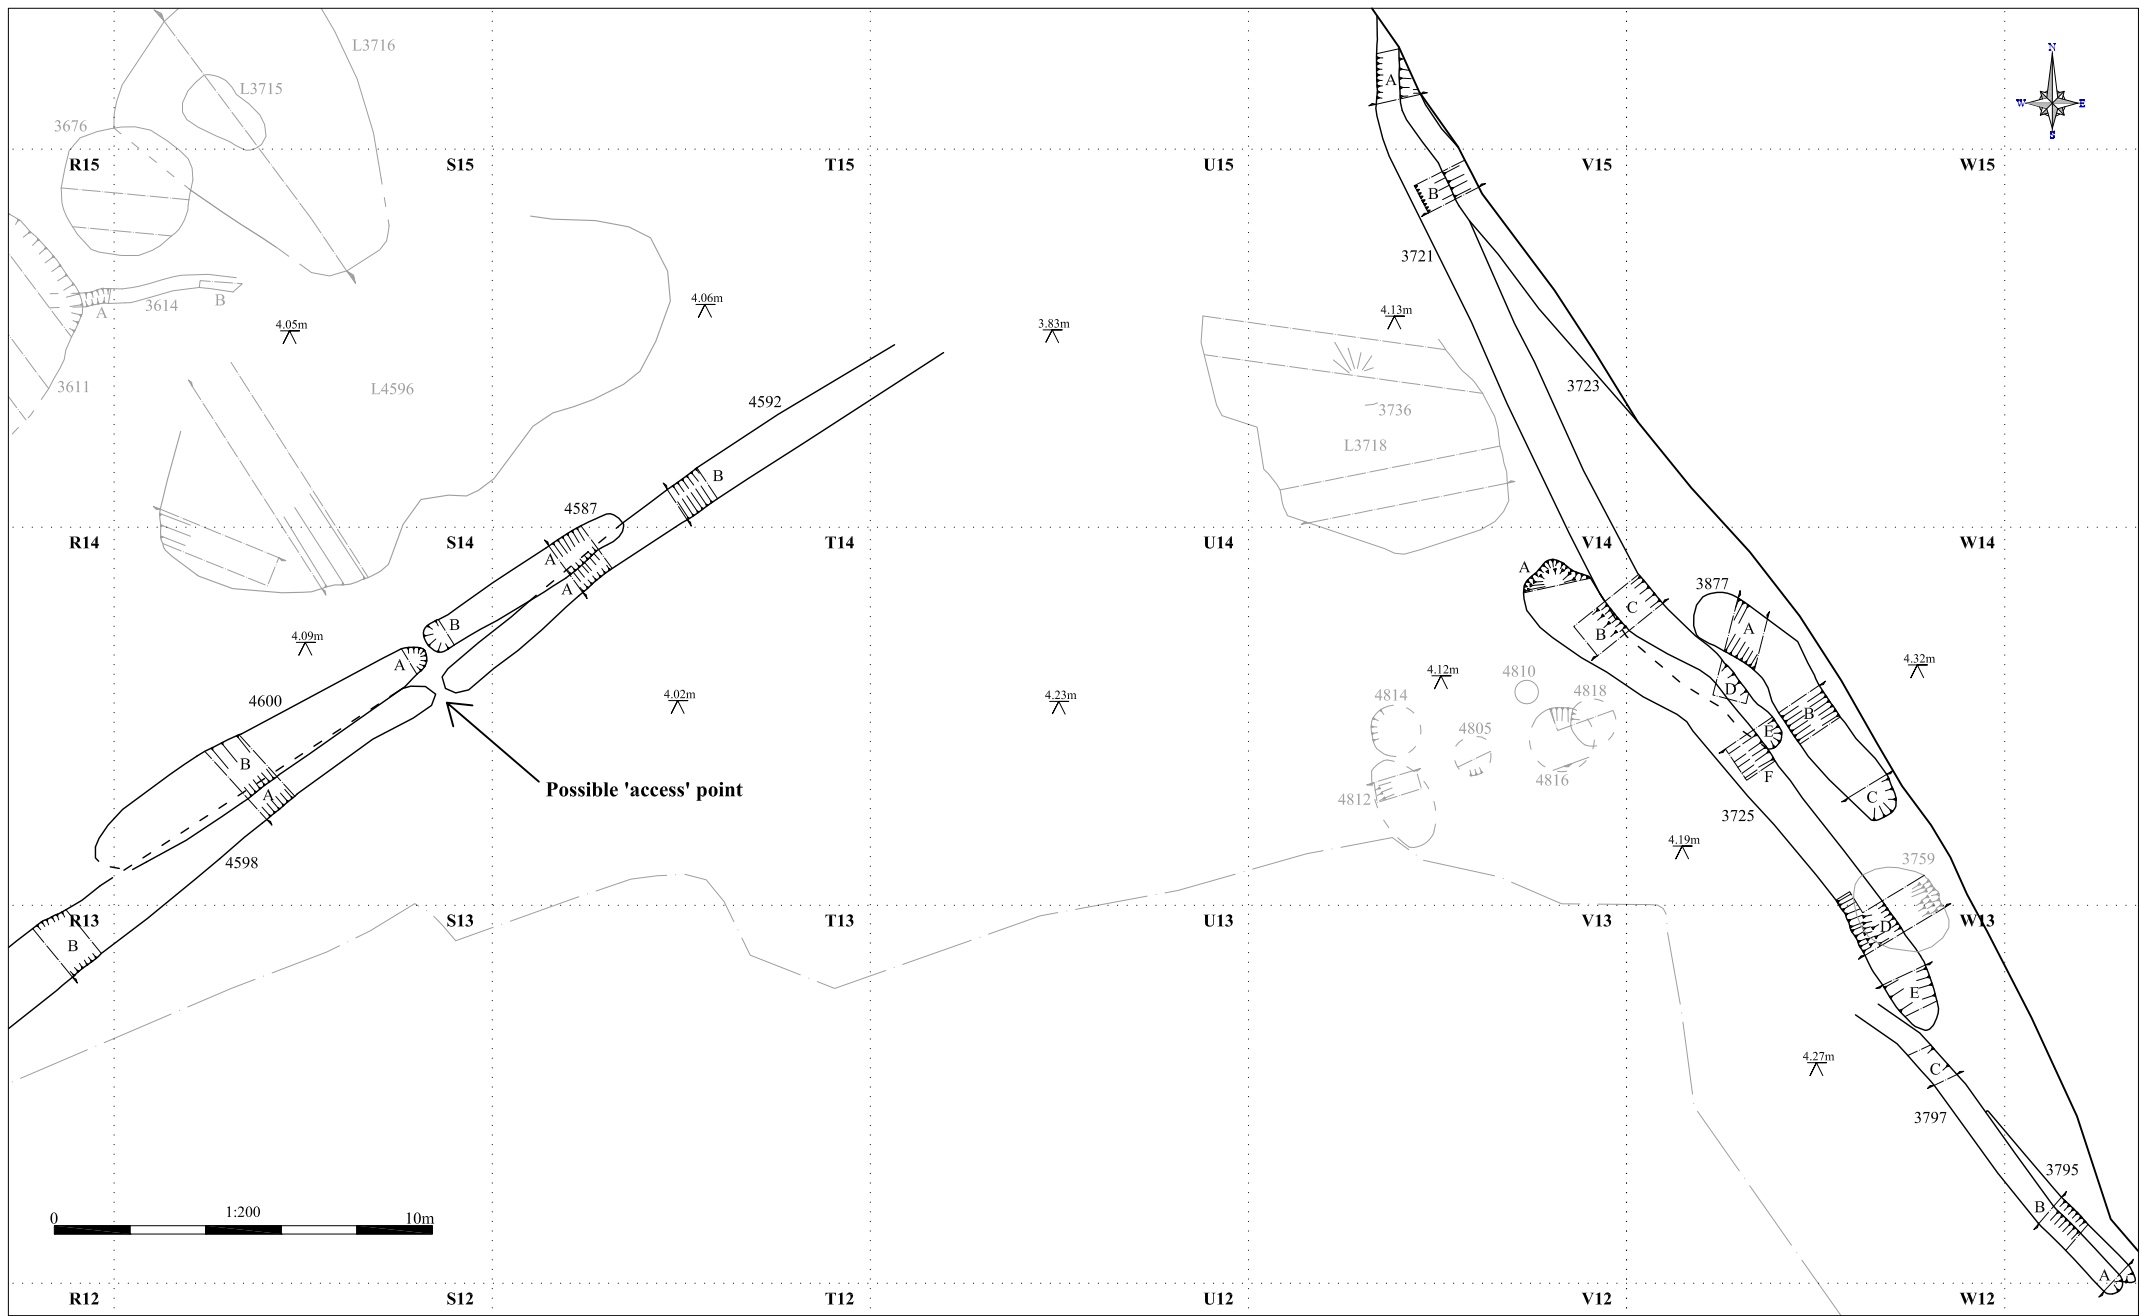 L3716
N
W E
S
L3715
A
3676
R15 S15 T15 U15 V15 W15
B
3721
A 3614 B
4.06m
4.05m 3.83m 4.13m
3611 L4596
3723
4592
3736
L3718
B
4587
R14 S14 T14 U14 V14 W14
A
A
3877
A
C
B
B
A
4.09m
A
4.32m
4.12m
4810
D
4600
4.02m 4.23m
4814 4818
B
4805
E
B
F
4816
Possible 'access' point
A
4812
C
3725
4.19m
4598
3759
R13 S13 T13 U13 V13 W13
D
B
E
4.27m
C
3797
3795
B
0 1:200 10m
A
R12 S12 T12 U12 V12 W12